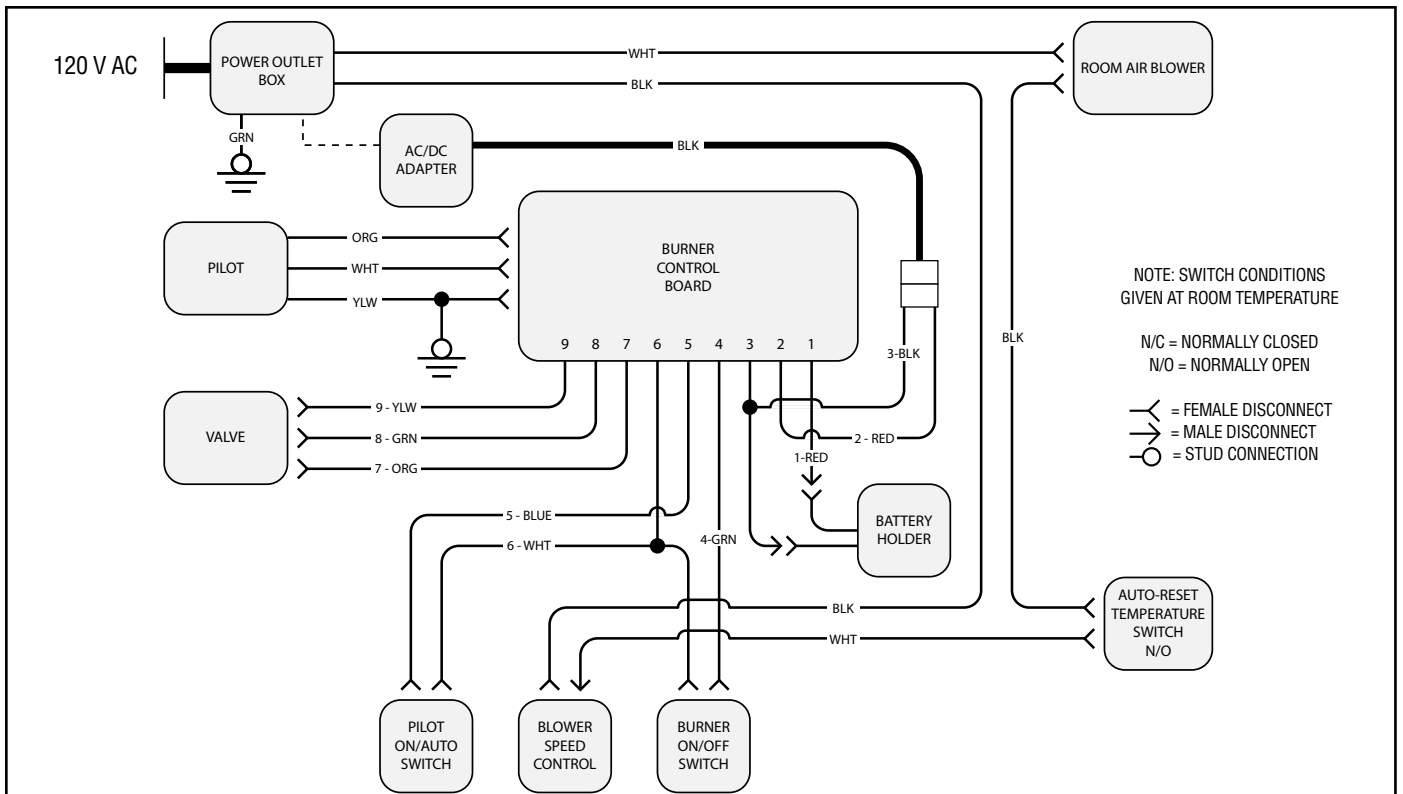 120 V AC
POWER OUTLET
BOX
WHT
BLK
ROOM AIR BLOWER
GRN
AC/DC
ADAPTER
BLK
PILOT
ORG
WHT
YLW
BURNER
CONTROL
BOARD
9 8 7 6 5 4 3 2 1
3-BLK
BLK
NOTE: SWITCH CONDITIONS
GIVEN AT ROOM TEMPERATURE
N/C = NORMALLY CLOSED
N/O = NORMALLY OPEN
= FEMALE DISCONNECT
= MALE DISCONNECT
= STUD CONNECTION
VALVE
9 - YLW
8 - GRN
7 - ORG
2 - RED
1-RED
5 - BLUE
6 - WHT
4-GRN
BATTERY
HOLDER
BLK
WHT
AUTO-RESET
TEMPERATURE
SWITCH
N/O
PILOT
ON/AUTO
SWITCH
BLOWER
SPEED
CONTROL
BURNER
ON/OFF
SWITCH